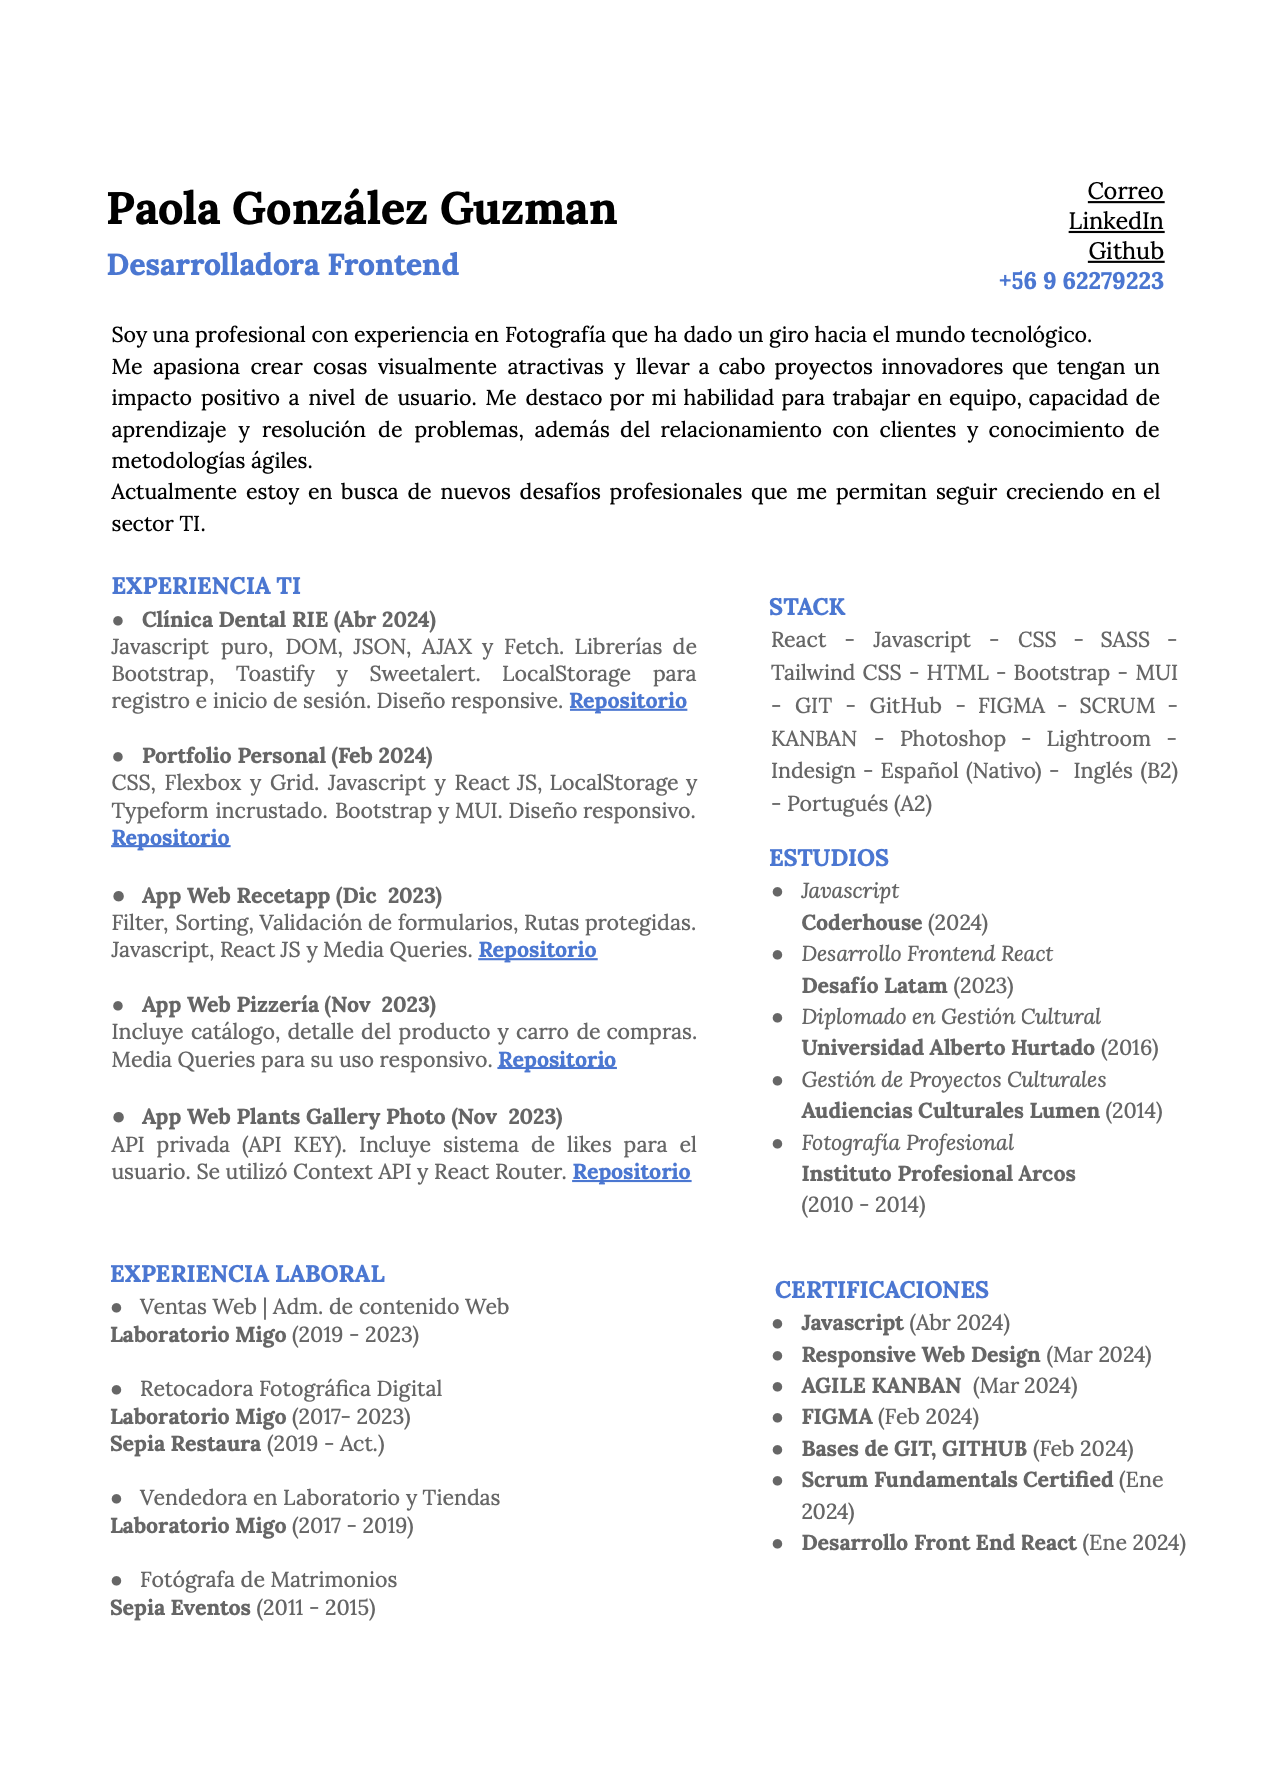 Paola González Guzman
Desarrolladora Frontend
Correo
LinkedIn
Github
+56 9 62279223
Soy una profesional con experiencia en Fotografía que ha dado un giro hacia el mundo tecnológico.
Me apasiona crear cosas visualmente atractivas y llevar a cabo proyectos innovadores que tengan un
impacto positivo a nivel de usuario. Me destaco por mi habilidad para trabajar en equipo, capacidad de
aprendizaje y resolución de problemas, además del relacionamiento con clientes y conocimiento de
metodologías ágiles.
Actualmente estoy en busca de nuevos desafíos profesionales que me permitan seguir creciendo en el
sector TI.
EXPERIENCIA TI
● Clínica Dental RIE (Abr 2024)
Javascript puro, DOM, JSON, AJAX y Fetch. Librerías de
Bootstrap, Toastify y Sweetalert. LocalStorage para
registro e inicio de sesión. Diseño responsive. Repositorio
● Portfolio Personal (Feb 2024)
CSS, Flexbox y Grid. Javascript y React JS, LocalStorage y
Typeform incrustado. Bootstrap y MUI. Diseño responsivo.
Repositorio
● App Web Recetapp (Dic 2023)
Filter, Sorting, Validación de formularios, Rutas protegidas.
Javascript, React JS y Media Queries. Repositorio
● App Web Pizzería (Nov 2023)
Incluye catálogo, detalle del producto y carro de compras.
Media Queries para su uso responsivo. Repositorio
● App Web Plants Gallery Photo (Nov 2023)
API privada (API KEY). Incluye sistema de likes para el
usuario. Se utilizó Context API y React Router. Repositorio
EXPERIENCIA LABORAL
● Ventas Web | Adm. de contenido Web
Laboratorio Migo (2019 - 2023)
● Retocadora Fotográfica Digital
Laboratorio Migo (2017- 2023)
Sepia Restaura (2019 - Act.)
● Vendedora en Laboratorio y Tiendas
Laboratorio Migo (2017 - 2019)
● Fotógrafa de Matrimonios
Sepia Eventos (2011 - 2015)
STACK
React - Javascript - CSS - SASS -
Tailwind CSS - HTML - Bootstrap - MUI
- GIT - GitHub - FIGMA - SCRUM -
KANBAN - Photoshop - Lightroom -
Indesign - Español (Nativo) - Inglés (B2)
- Portugués (A2)
ESTUDIOS
● Javascript
Coderhouse (2024)
● Desarrollo Frontend React
Desafío Latam (2023)
● Diplomado en Gestión Cultural
Universidad Alberto Hurtado (2016)
● Gestión de Proyectos Culturales
Audiencias Culturales Lumen (2014)
● Fotografía Profesional
Instituto Profesional Arcos
(2010 - 2014)
CERTIFICACIONES
● Javascript (Abr 2024)
● Responsive Web Design (Mar 2024)
● AGILE KANBAN (Mar 2024)
● FIGMA (Feb 2024)
● Bases de GIT, GITHUB (Feb 2024)
● Scrum Fundamentals Certified (Ene
2024)
● Desarrollo Front End React (Ene 2024)